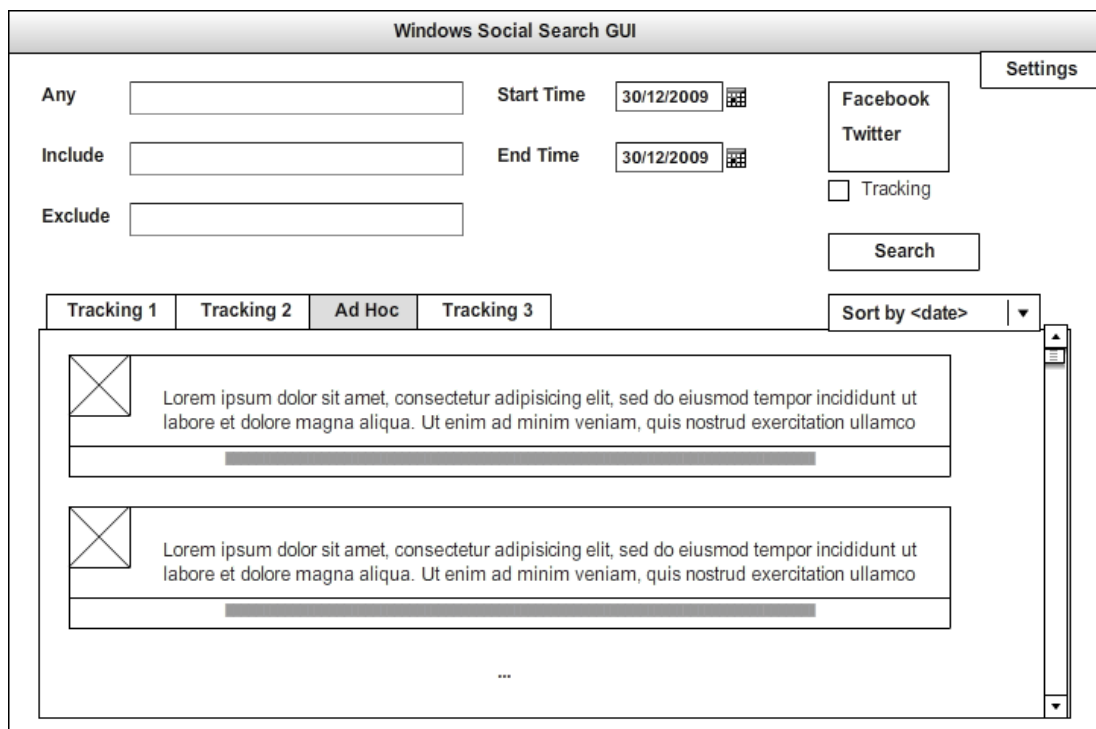 Windows Social Search GUI
Settings
Any
Start Time
30/12/2009
Facebook
Twitter
Include
End Time
30/12/2009
Tracking
Exclude
Search
Tracking 1
Tracking 2
Ad Hoc
Tracking 3
Sort by <date>
Lorem ipsum dolor sit amet, consectetur adipisicing elit, sed do eiusmod tempor incididunt ut
labore et dolore magna aliqua. Ut enim ad minim veniam, quis nostrud exercitation ullamco
Lorem ipsum dolor sit amet, consectetur adipisicing elit, sed do eiusmod tempor incididunt ut
labore et dolore magna aliqua. Ut enim ad minim veniam, quis nostrud exercitation ullamco
...